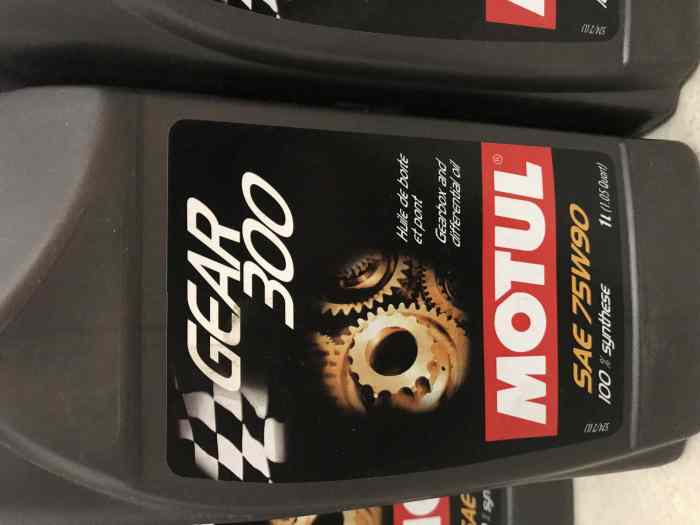 GEAR
300
Huile de boite
et pont
Gearbox and
differential oil
MOTUL®
SAE 75W90
100 % synthese
1L (1.05 Quart)
MOTUL